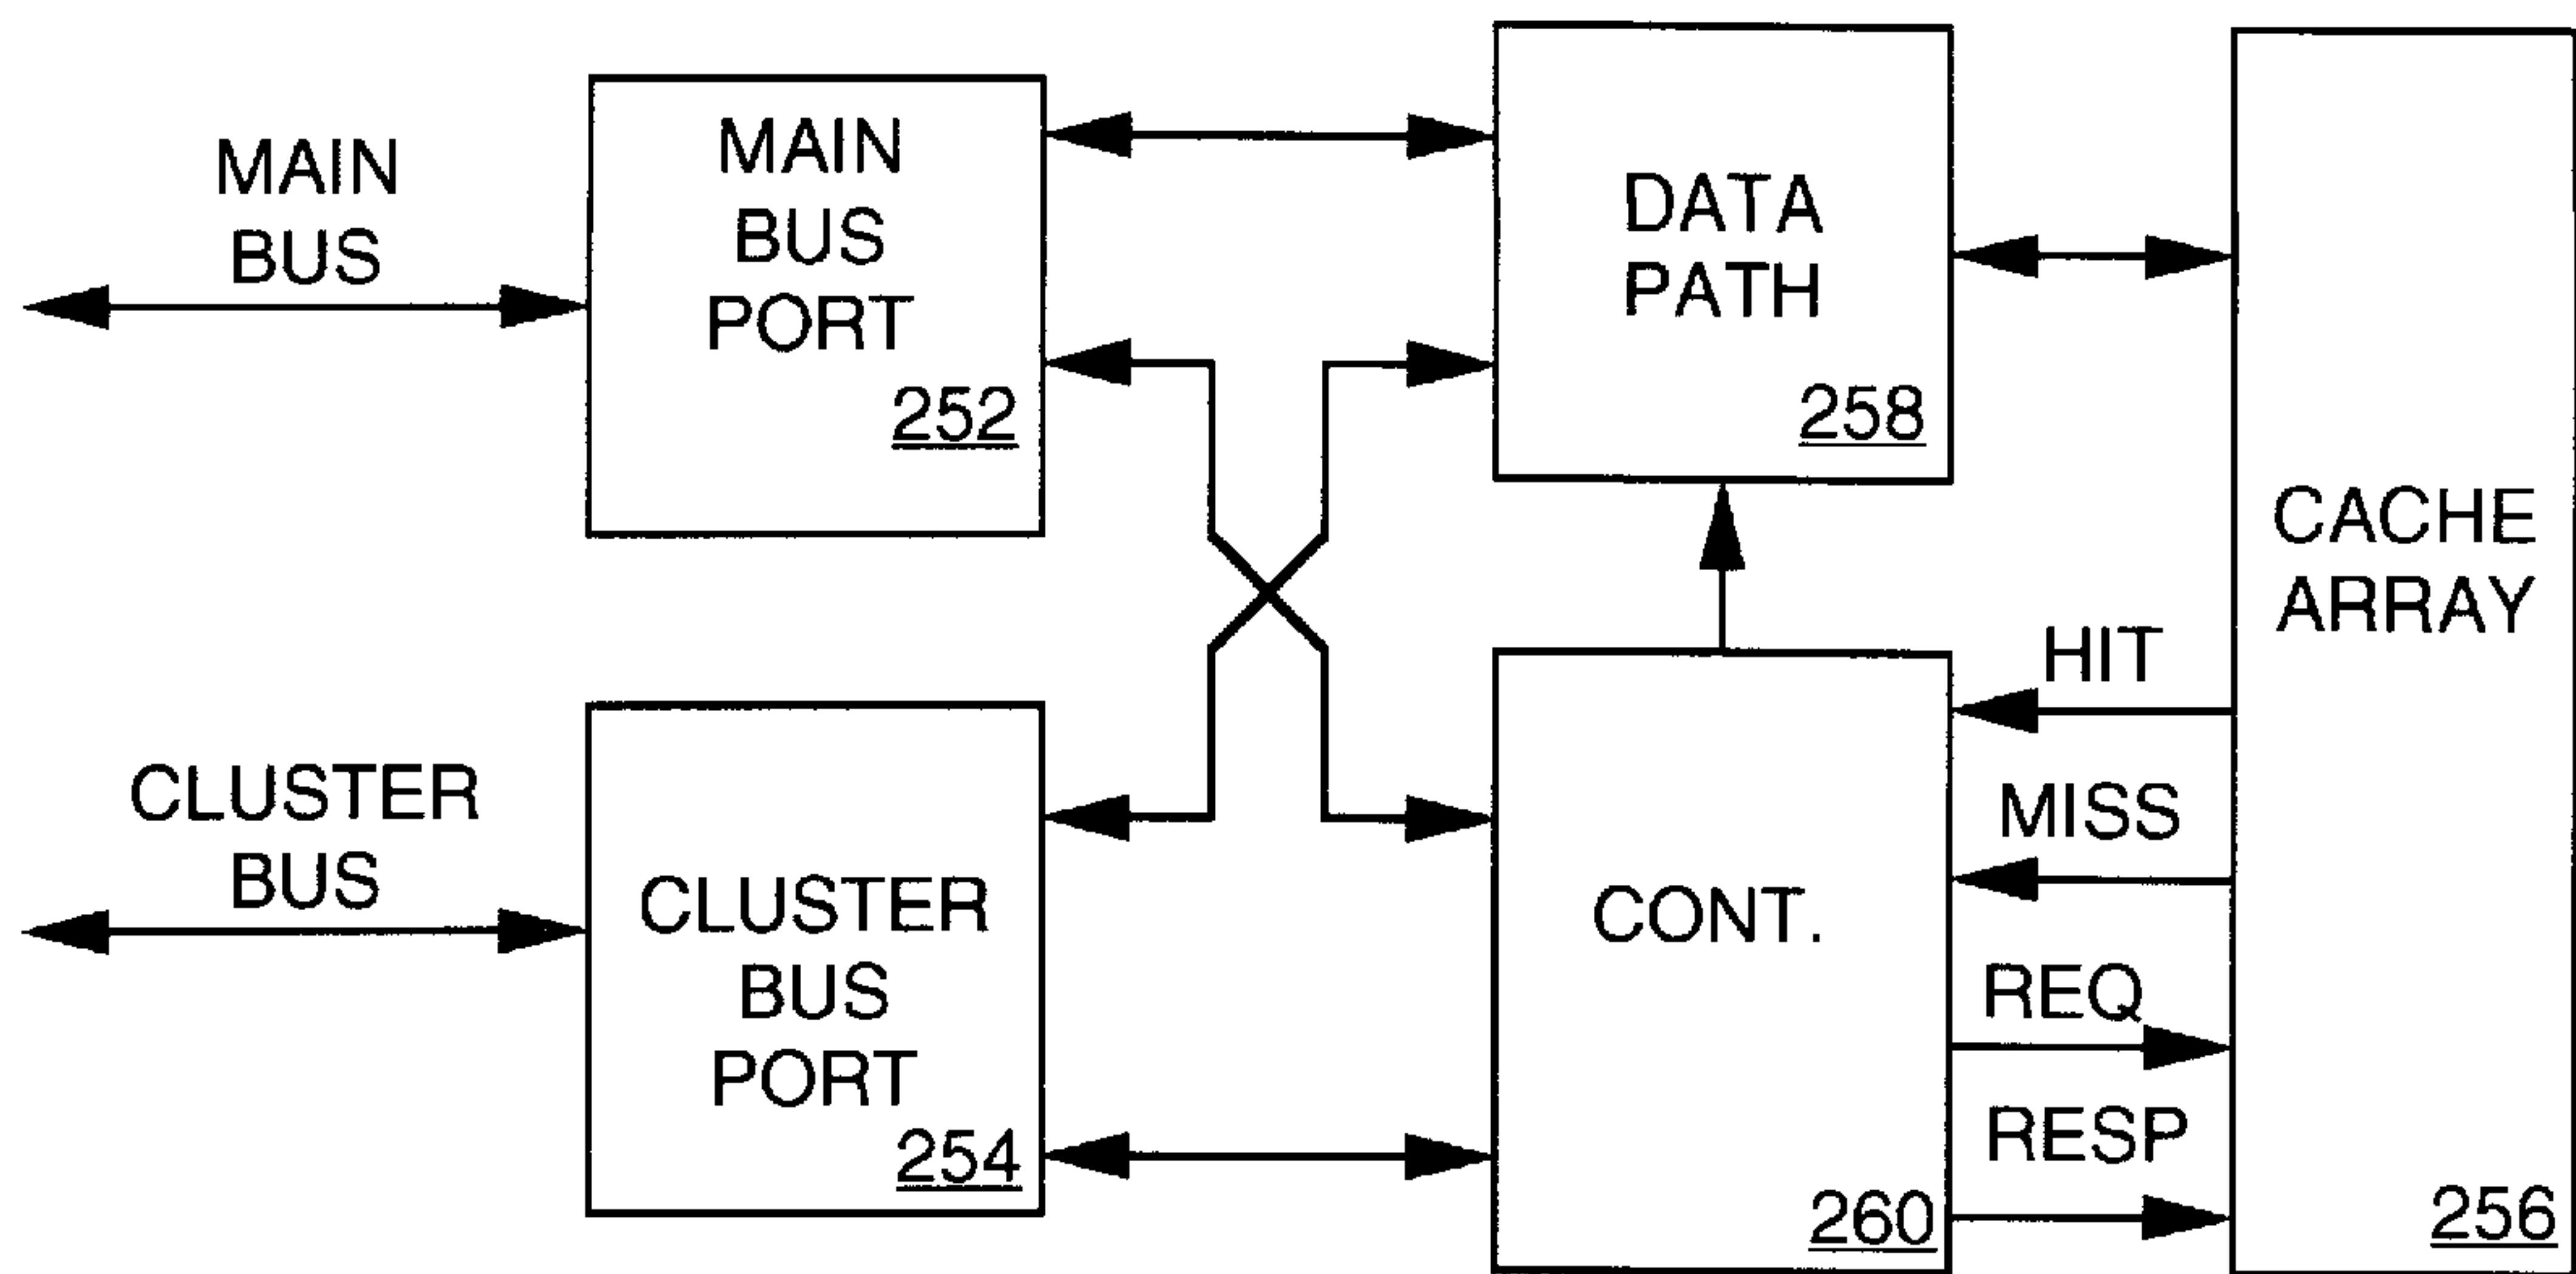 MAIN
BUS
MAIN
BUS
PORT
252
DATA
PATH
258
CACHE
ARRAY
256
HIT
MISS
REQ
RESP
CONT.
260
CLUSTER
BUS
CLUSTER
BUS
PORT
254